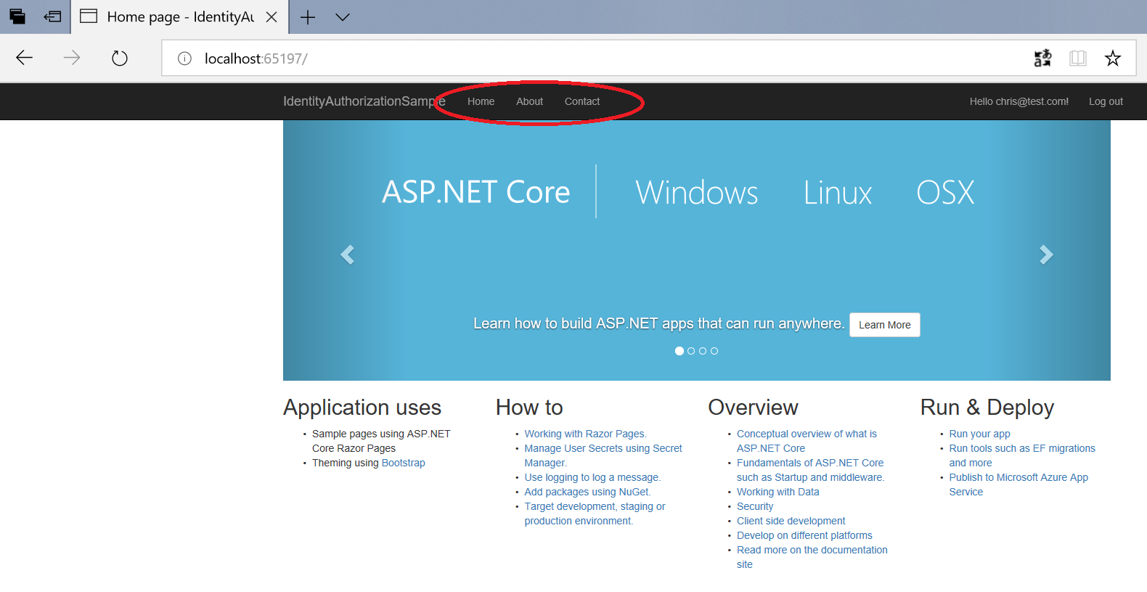 Home page - IdentityAu
localhost:65197/
IdentityAuthorizationSample Home About Contact Hello chris@test.com! Log out
ASP.NET Core Windows Linux OSX
Learn how to build ASP.NET apps that can run anywhere. Learn More
Application uses
Sample pages using ASP.NET
Core Razor Pages
Theming using Bootstrap
How to
Working with Razor Pages.
Manage User Secrets using Secret
Manager.
Use logging to log a message.
Add packages using NuGet.
Target development, staging or
production environment.
Overview
Conceptual overview of what is
ASP.NET Core
Fundamentals of ASP.NET Core
such as Startup and middleware.
Working with Data
Security
Client side development
Develop on different platforms
Read more on the documentation
site
Run & Deploy
Run your app
Run tools such as EF migrations
and more
Publish to Microsoft Azure App
Service